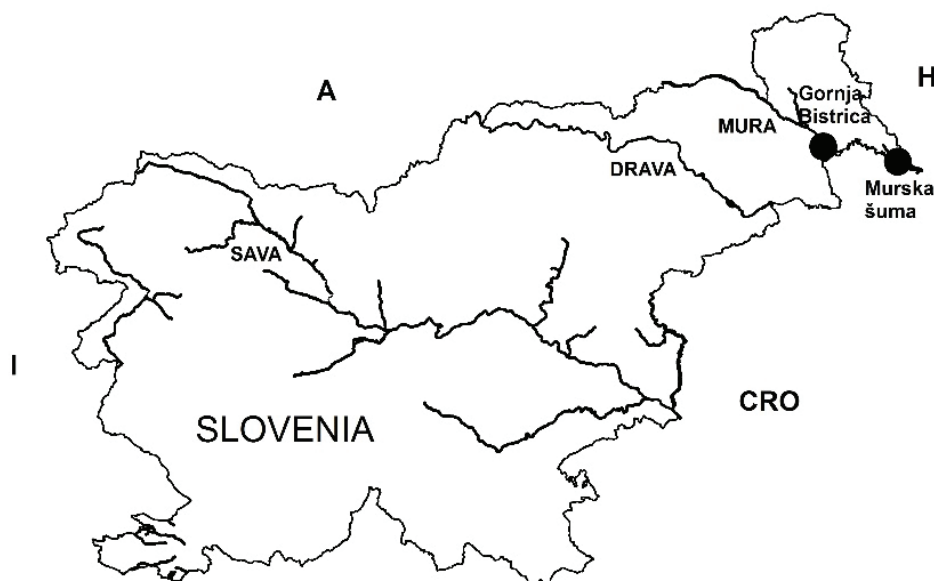 A
H
Gornja
Bistrica
MURA
DRAVA
Murska
šuma
SAVA
I
CRO
SLOVENIA